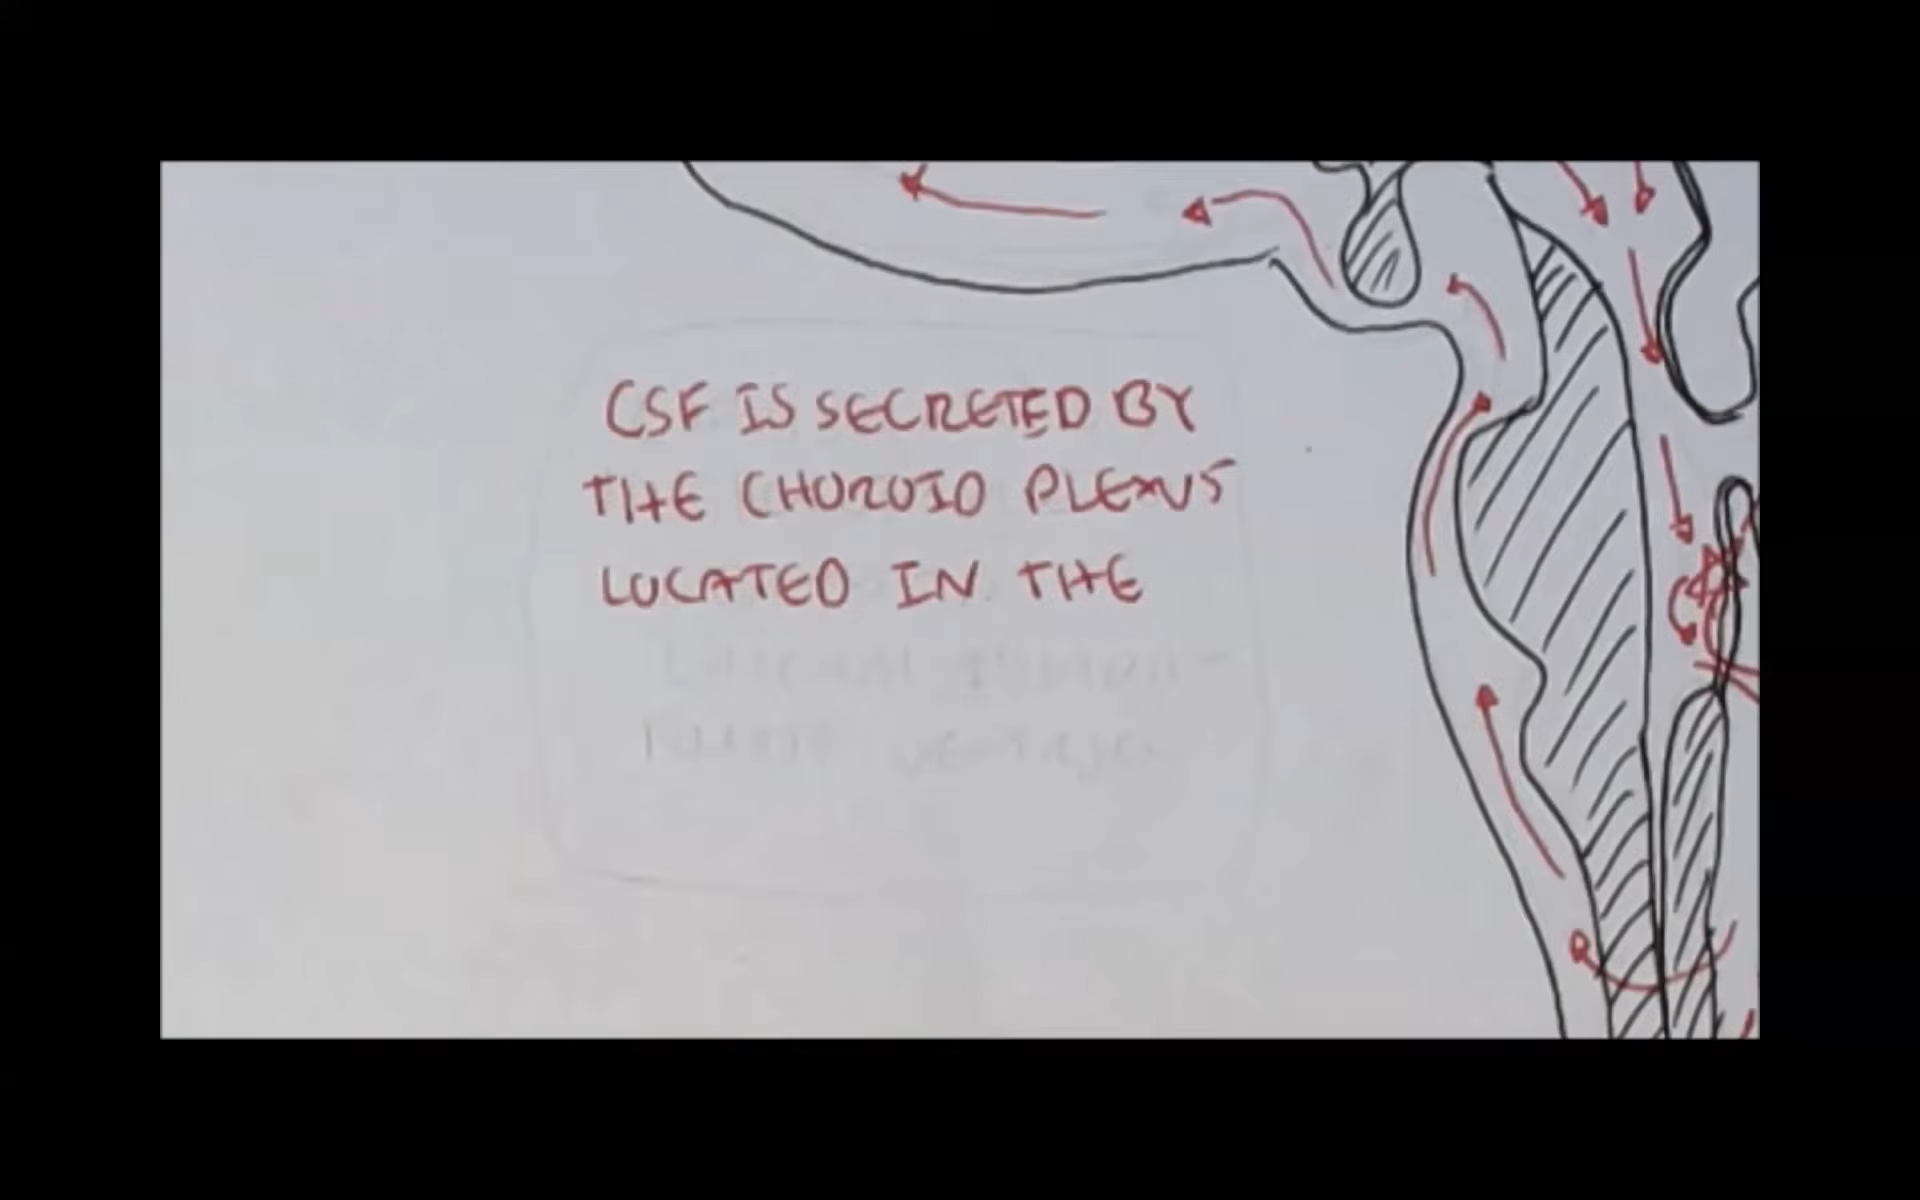 CSF IS SECRETED BY
THE CHOROID PLEXUS
LOCATED IN THE